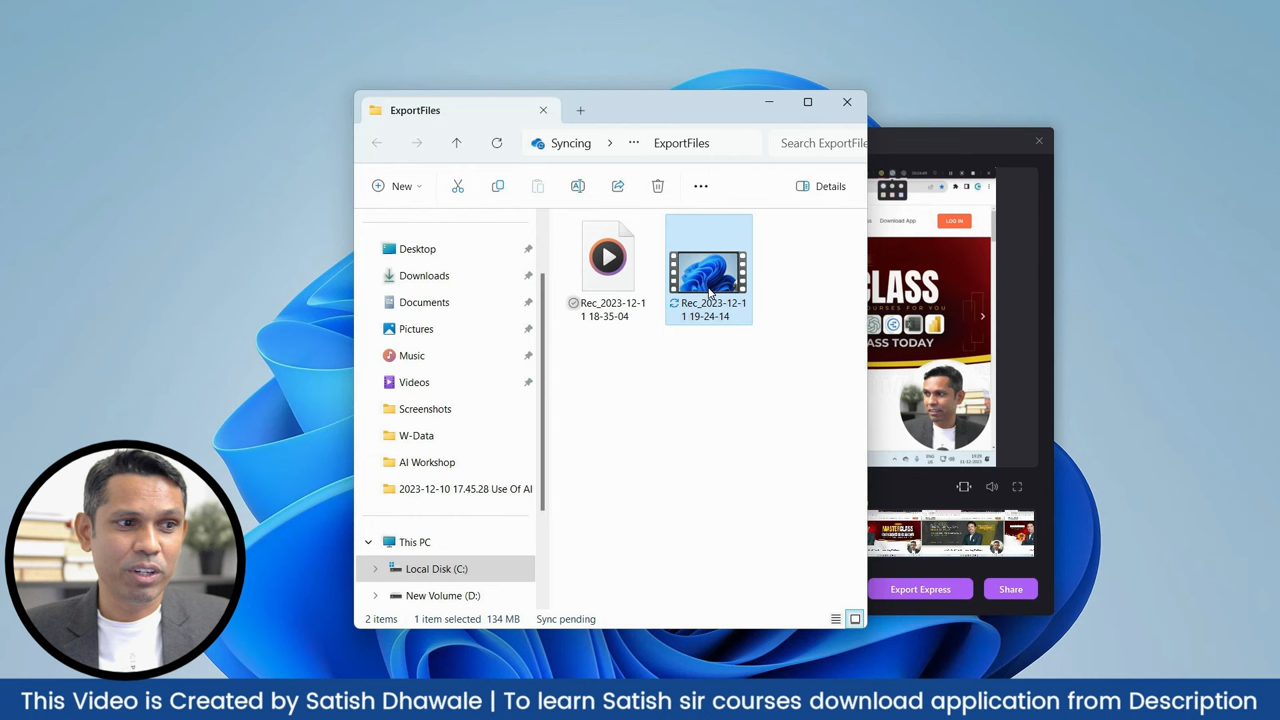 ExportFiles
Syncing
ExportFiles
Search ExportFile
New
Details
Desktop
Downloads
Documents
Pictures
Music
Videos
Screenshots
W-Data
AI Workshop
2023-12-10 17.45.28 Use Of AI
This PC
Local Disk (C:)
New Volume (D:)
Rec_2023-12-1
1 18-35-04
Rec_2023-12-1
1 19-24-14
2 items
1 item selected
134 MB
Sync pending
Download App
LOG IN
CLASS
ASS TODAY
Export Express
Share
This Video is Created by Satish Dhawale | To learn Satish sir courses download application from Description